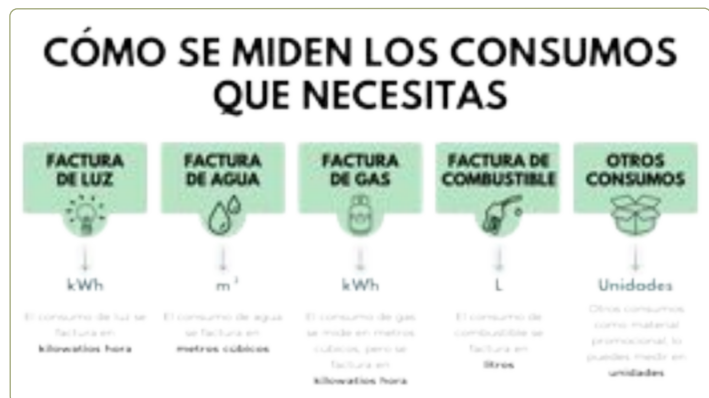 CÓMO SE MIDEN LOS CONSUMOS
QUE NECESITAS
FACTURA
DE LUZ
kWh
El consumo de luz se
factura en
kilowatios hora
FACTURA
DE AGUA
m³
El consumo de agua
se factura en
metros cúbicos
FACTURA
DE GAS
kWh
El consumo de gas
se mide en metros
cúbicos, pero se
factura en
kilowatios hora
FACTURA DE
COMBUSTIBLE
L
El consumo de
combustible se
factura en
litros
OTROS
CONSUMOS
Unidades
Otros consumos
como material
promocional, lo
puedes medir en
unidades